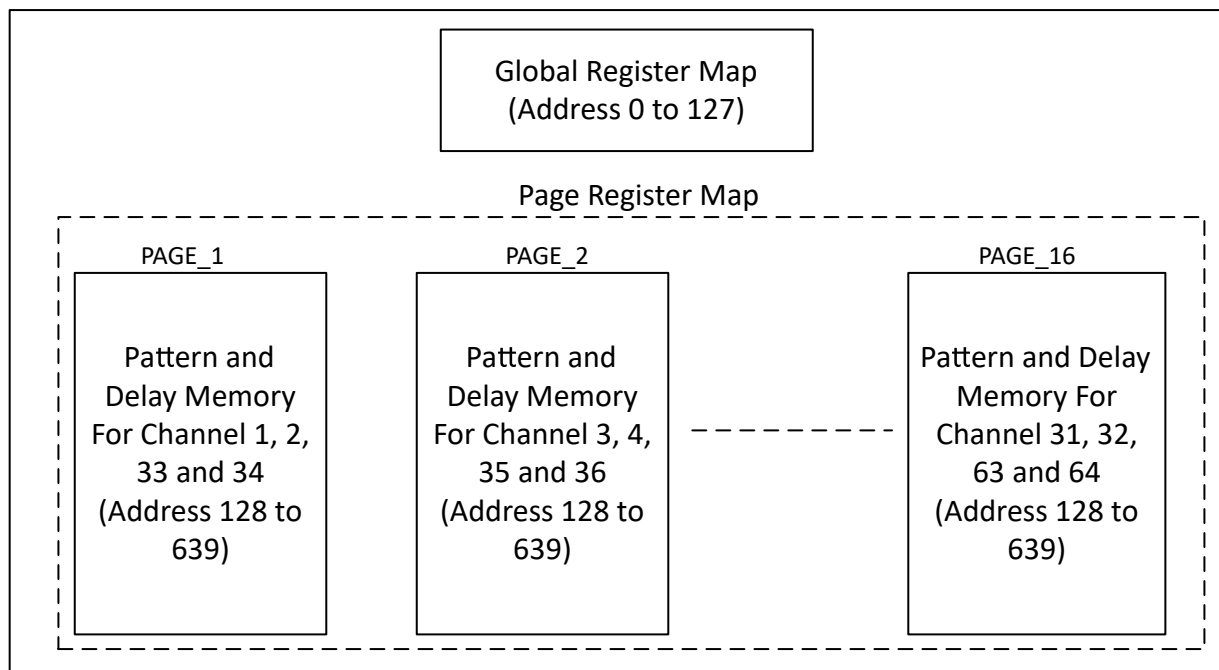 Global Register Map
(Address 0 to 127)
Page Register Map
PAGE_1
Pattern and
Delay Memory
For Channel 1, 2,
33 and 34
(Address 128 to
639)
PAGE_2
Pattern and
Delay Memory
For Channel 3, 4,
35 and 36
(Address 128 to
639)
PAGE_16
Pattern and Delay
Memory For
Channel 31, 32,
63 and 64
(Address 128 to
639)